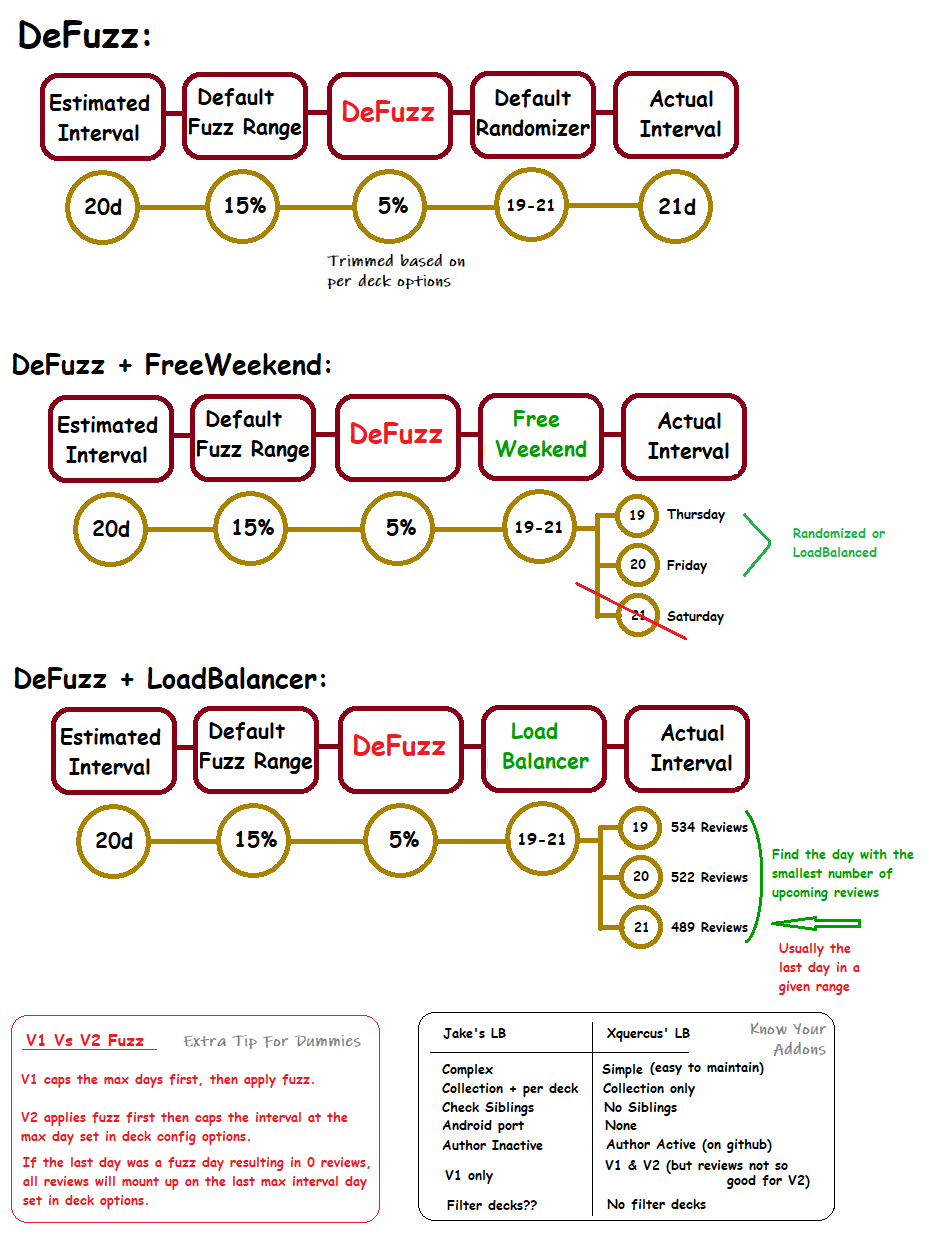 DeFuzz:
Estimated
Interval
Default
Fuzz Range
DeFuzz
Default
Randomizer
Actual
Interval
20d
15%
5%
19-21
21d
Trimmed based on
per deck options
DeFuzz + FreeWeekend:
Estimated
Interval
Default
Fuzz Range
DeFuzz
Free
Weekend
Actual
Interval
20d
15%
5%
19-21
19 Thursday
20 Friday
21 Saturday
Randomized or
LoadBalanced
DeFuzz + LoadBalancer:
Estimated
Interval
Default
Fuzz Range
DeFuzz
Load
Balancer
Actual
Interval
20d
15%
5%
19-21
19 534 Reviews
20 522 Reviews
21 489 Reviews
Find the day with the
smallest number of
upcoming reviews
Usually the
last day in a
given range
V1 Vs V2 Fuzz
Extra Tip For Dummies
V1 caps the max days first, then apply fuzz.
V2 applies fuzz first then caps the interval at the
max day set in deck config options.
If the last day was a fuzz day resulting in 0 reviews,
all reviews will mount up on the last max interval day
set in deck options.
Know Your
Addons
Jake's LB
Xquercus' LB
Complex
Simple (easy to maintain)
Collection + per deck
Collection only
Check Siblings
No Siblings
Android port
None
Author Inactive
Author Active (on github)
V1 only
V1 & V2 (but reviews not so
good for V2)
Filter decks??
No filter decks